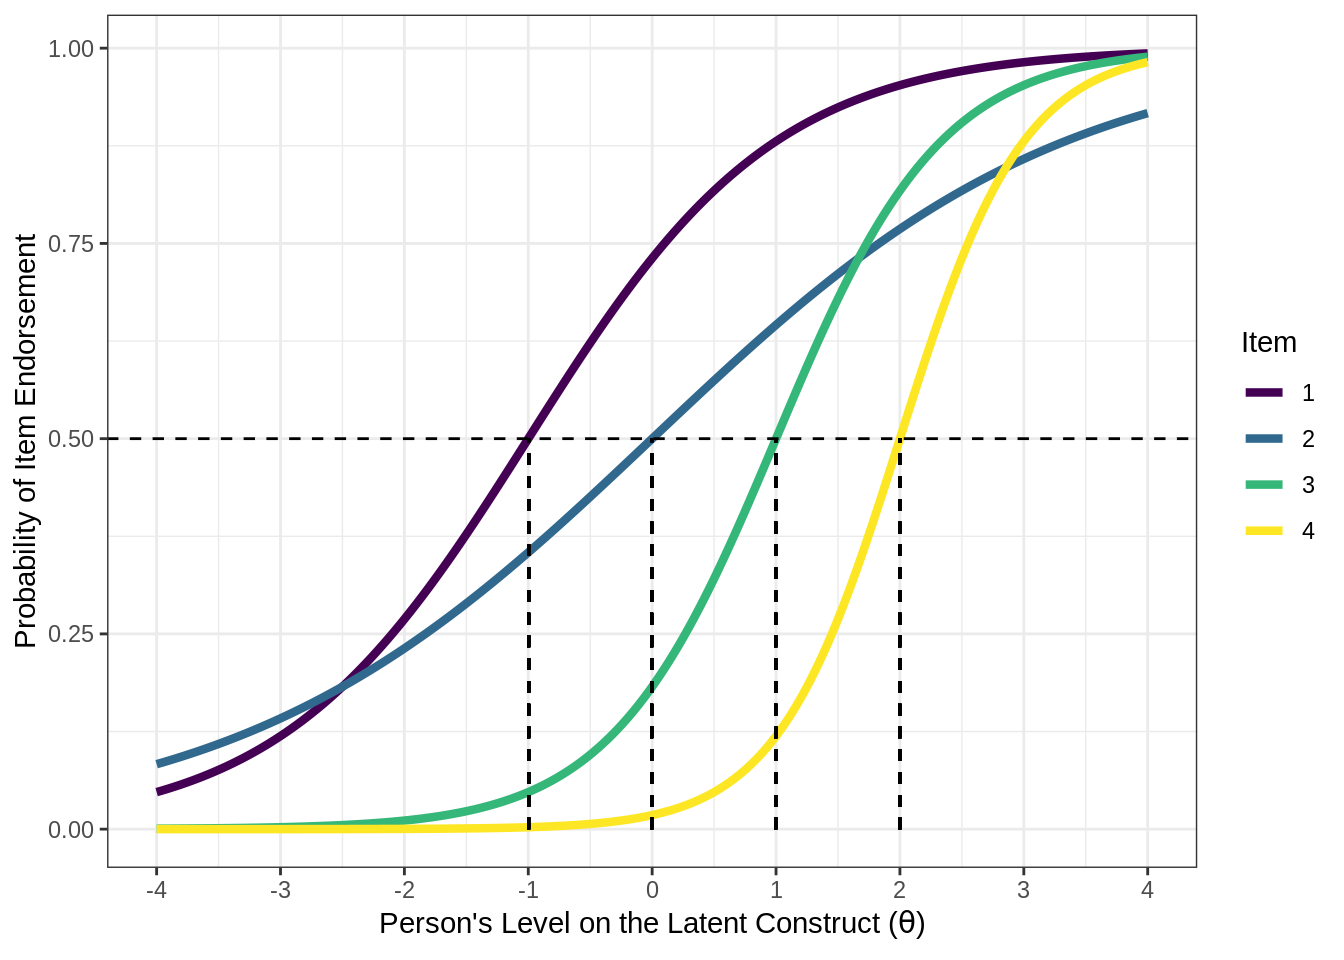 1.00
0.75
0.50
0.25
0.00
Probability of Item Endorsement
-4 -3 -2 -1 0 1 2 3 4
Person's Level on the Latent Construct (θ)
Item
1
2
3
4